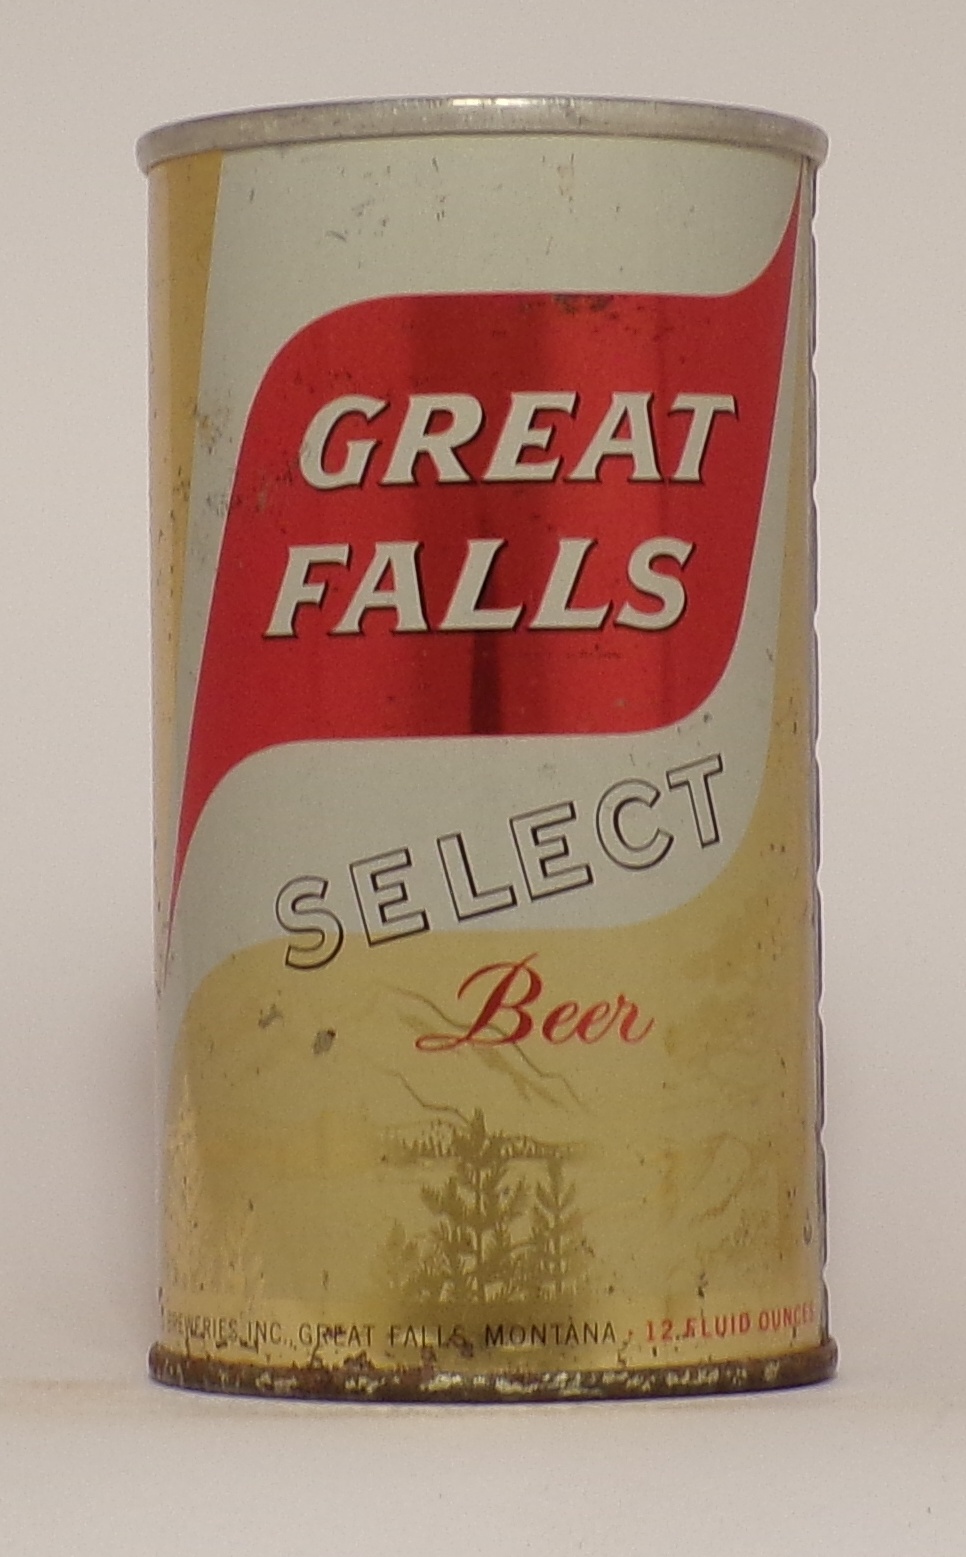 GREAT
FALLS
SELECT
Beer
BREWERIES, INC., GREAT FALLS, MONTANA • 12 FLUID OUNCES